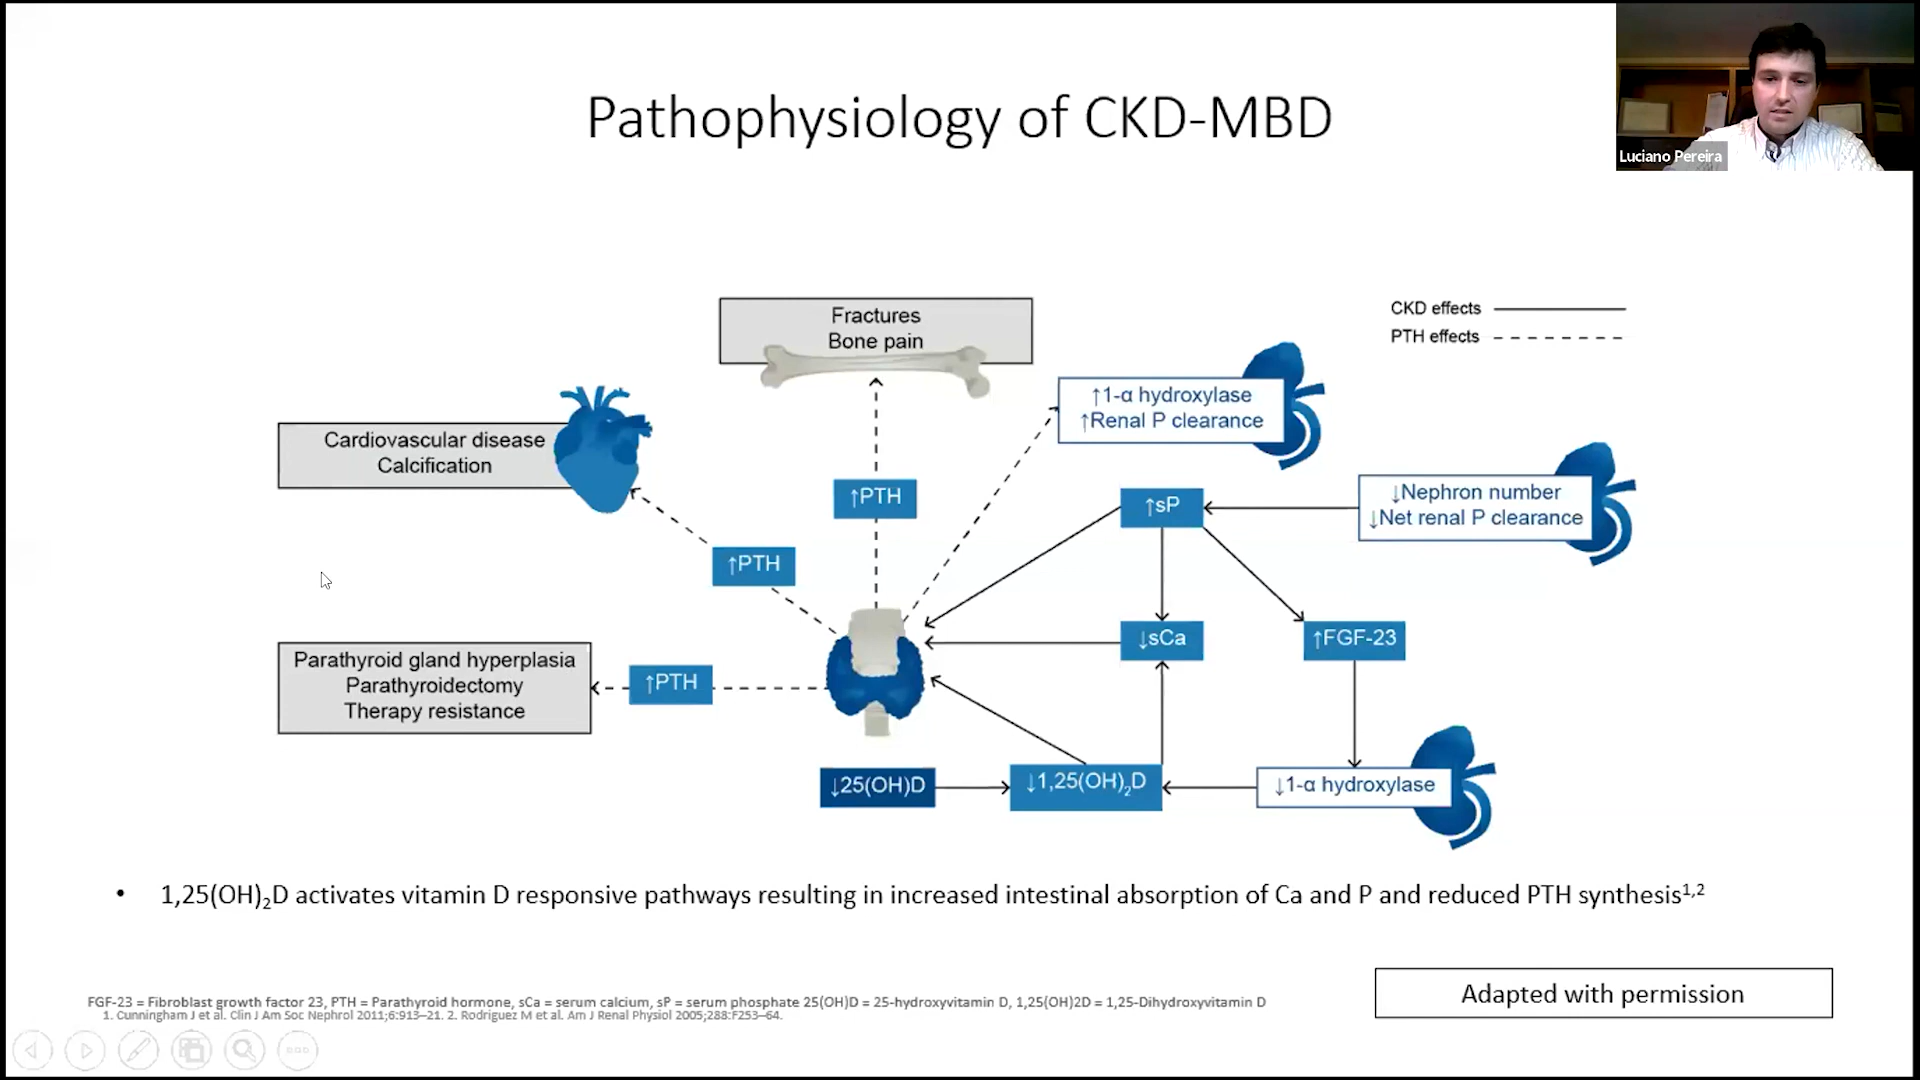 Pathophysiology of CKD-MBD
Luciano Pereira
Fractures
Bone pain
CKD effects
PTH effects
↑1-α hydroxylase
↑Renal P clearance
Cardiovascular disease
Calcification
↑PTH
↑sP
↓Nephron number
↓Net renal P clearance
↑PTH
↓sCa
↑FGF-23
Parathyroid gland hyperplasia
Parathyroidectomy
Therapy resistance
↑PTH
↓25(OH)D
↓1,25(OH)₂D
↓1-α hydroxylase
• 1,25(OH)₂D activates vitamin D responsive pathways resulting in increased intestinal absorption of Ca and P and reduced PTH synthesis¹,²
Adapted with permission
FGF-23 = Fibroblast growth factor 23, PTH = Parathyroid hormone, sCa = serum calcium, sP = serum phosphate 25(OH)D = 25-hydroxyvitamin D, 1,25(OH)2D = 1,25-Dihydroxyvitamin D
1. Cunningham J et al. Clin J Am Soc Nephrol 2011;6:913–21. 2. Rodriguez M et al. Am J Renal Physiol 2005;288:F253–64.